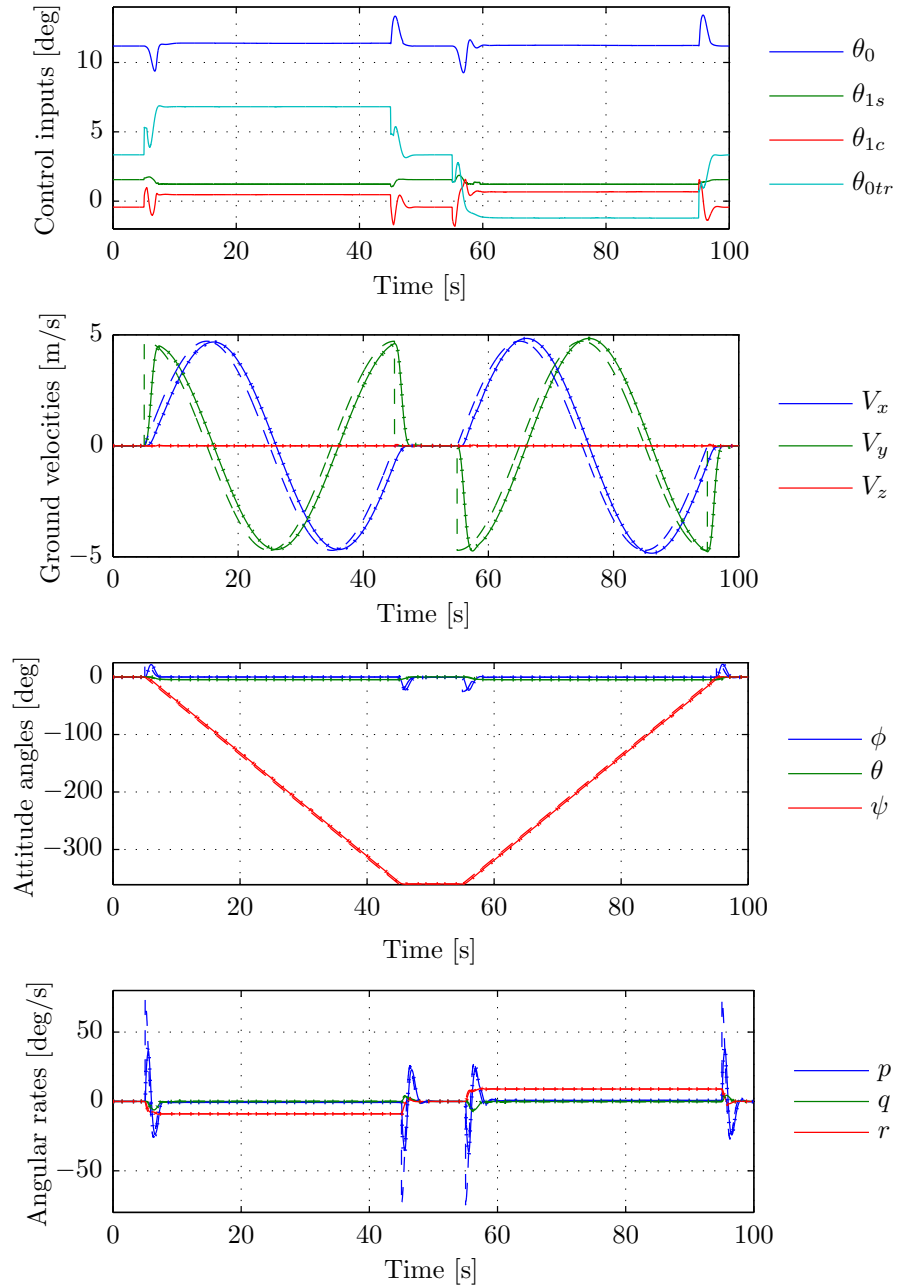 Control inputs [deg]
10
5
0
0
20
40
60
80
100
Time [s]
θ0
θ1s
θ1c
θ0tr
Ground velocities [m/s]
5
0
−5
0
20
40
60
80
100
Time [s]
Vx
Vy
Vz
Attitude angles [deg]
0
−100
−200
−300
0
20
40
60
80
100
Time [s]
ϕ
θ
ψ
Angular rates [deg/s]
50
0
−50
0
20
40
60
80
100
Time [s]
p
q
r